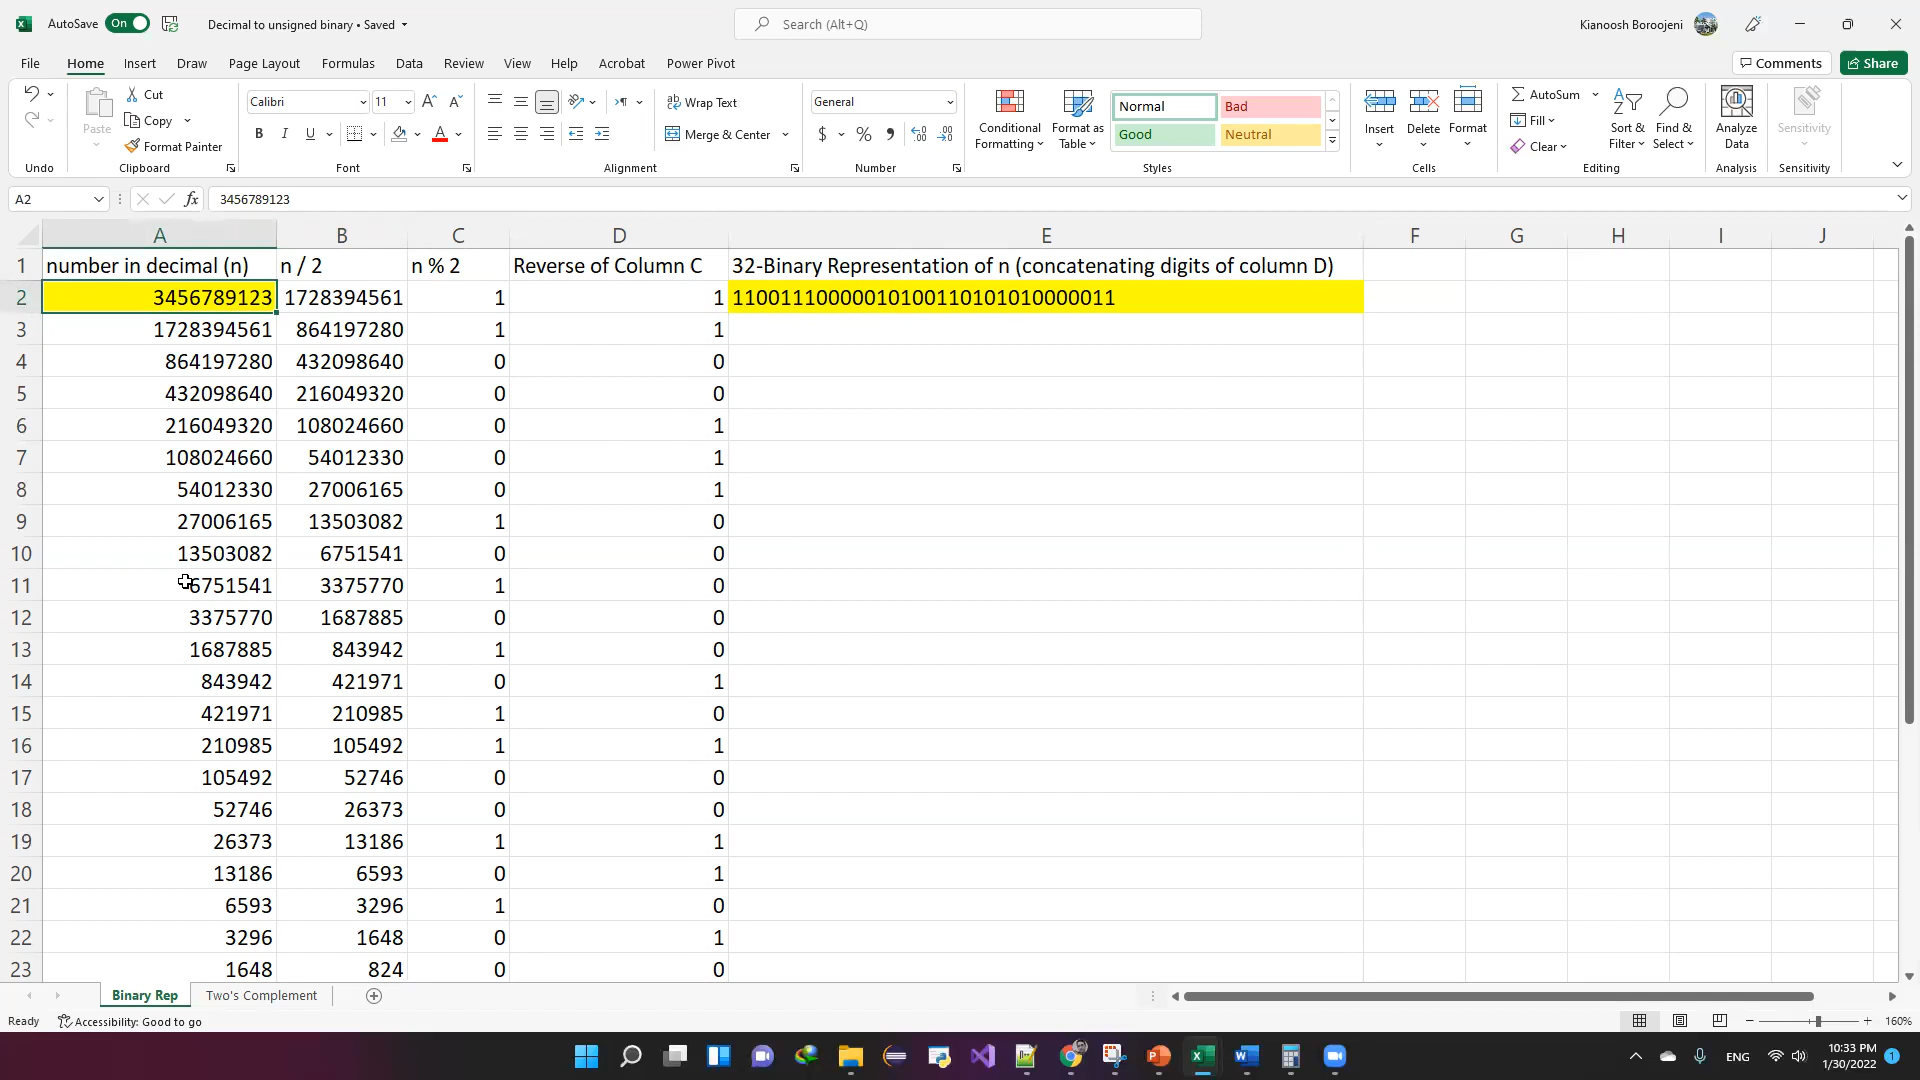 AutoSave On Decimal to unsigned binary • Saved Search (Alt+Q) Kianoosh Boroojeni
File Home Insert Draw Page Layout Formulas Data Review View Help Acrobat Power Pivot Comments Share
Paste Cut Copy Format Painter
Calibri 11 B I U A A A
Wrap Text Merge & Center
General $ % 9
Conditional Formatting Format as Table
Normal Bad
Good Neutral
Insert Delete Format
AutoSum Fill Clear
Sort & Filter Find & Select
Analyze Data
Sensitivity
Undo Clipboard Font Alignment Number Styles Cells Editing Analysis Sensitivity
A2 fx 3456789123
A B C D E F G H I J
1 number in decimal (n) n / 2 n % 2 Reverse of Column C 32-Binary Representation of n (concatenating digits of column D)
2 3456789123 1728394561 1 1 11001110000010100110101010000011
3 1728394561 864197280 1 1
4 864197280 432098640 0 0
5 432098640 216049320 0 0
6 216049320 108024660 0 1
7 108024660 54012330 0 1
8 54012330 27006165 0 1
9 27006165 13503082 1 0
10 13503082 6751541 0 0
11 6751541 3375770 1 0
12 3375770 1687885 0 0
13 1687885 843942 1 0
14 843942 421971 0 1
15 421971 210985 1 0
16 210985 105492 1 1
17 105492 52746 0 0
18 52746 26373 0 0
19 26373 13186 1 1
20 13186 6593 0 1
21 6593 3296 1 0
22 3296 1648 0 1
23 1648 824 0 0
Binary Rep Two's Complement
Ready Accessibility: Good to go 160%
ENG 10:33 PM 1
1/30/2022